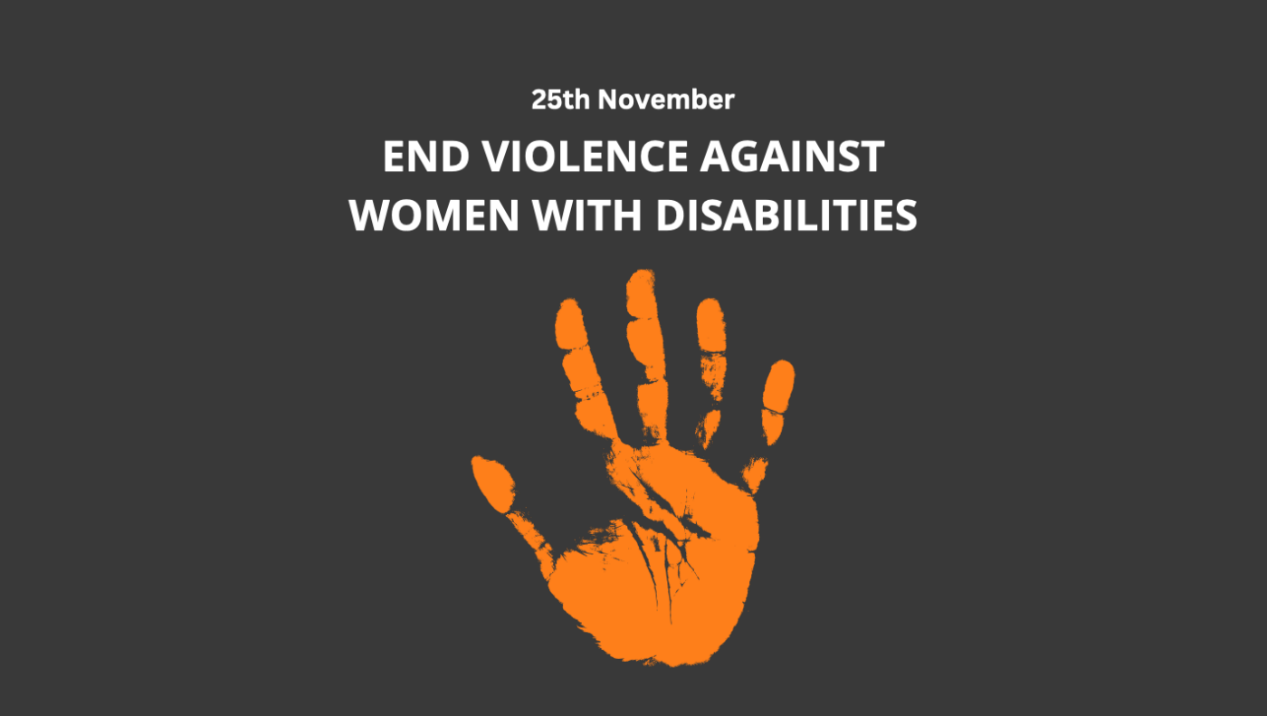 25th November
END VIOLENCE AGAINST
WOMEN WITH DISABILITIES